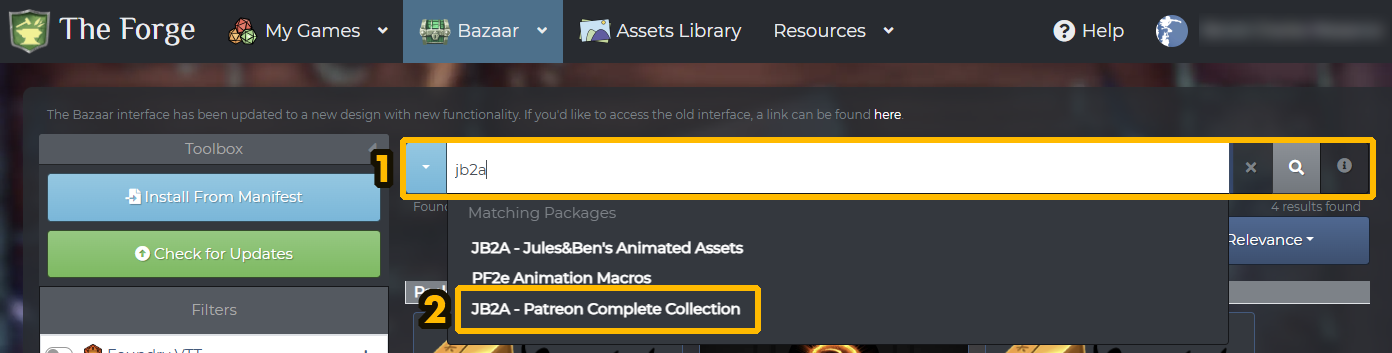 The Forge My Games Bazaar Assets Library Resources Help
The Bazaar interface has been updated to a new design with new functionality. If you'd like to access the old interface, a link can be found here.
Toolbox
1
jb2a
Install From Manifest
Found
4 results found
Matching Packages
Relevance
JB2A - Jules&Ben's Animated Assets
Check for Updates
PF2e Animation Macros
2
JB2A - Patreon Complete Collection
Filters
Foundry VTT